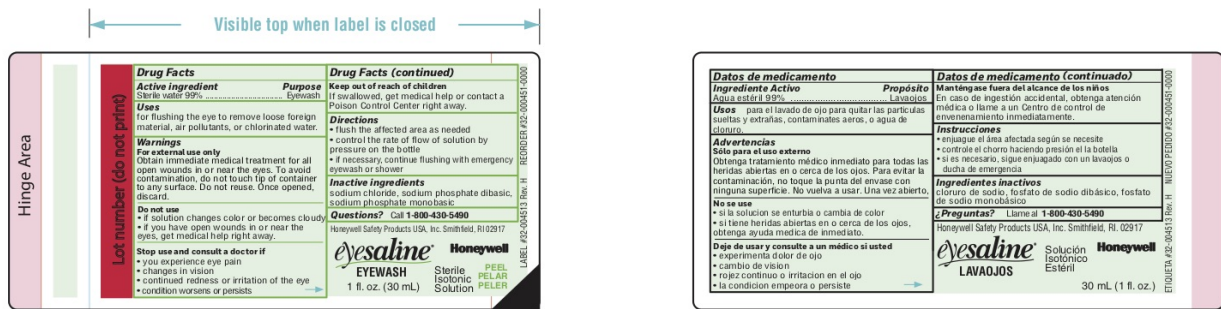 Visible top when label is closed
Hinge Area
Lot number (do not print)
Drug Facts
Active ingredient Purpose
Sterile water 99% ................................ Eyewash
Uses
for flushing the eye to remove loose foreign
material, air pollutants, or chlorinated water.
Warnings
For external use only
Obtain immediate medical treatment for all
open wounds in or near the eyes. To avoid
contamination, do not touch tip of container
to any surface. Do not reuse. Once opened,
discard.
Do not use
• if solution changes color or becomes cloudy
• if you have open wounds in or near the
eyes, get medical help right away.
Stop use and consult a doctor if
• you experience eye pain
• changes in vision
• continued redness or irritation of the eye
• condition worsens or persists
Drug Facts (continued)
Keep out of reach of children
If swallowed, get medical help or contact a
Poison Control Center right away.
Directions
• flush the affected area as needed
• control the rate of flow of solution by
pressure on the bottle
• if necessary, continue flushing with emergency
eyewash or shower
Inactive ingredients
sodium chloride, sodium phosphate dibasic,
sodium phosphate monobasic
Questions? Call 1-800-430-5490
Honeywell Safety Products USA, Inc. Smithfield, RI 02917
eyesaline®
Honeywell
EYEWASH
1 fl. oz. (30 mL)
Sterile
Isotonic
Solution
PEEL
PELAR
PELER
LABEL #32-004513 Rev. H REORDER #32-000451-0000
Datos de medicamento
Ingrediente Activo Propósito
Agua estéril 99% .................................... Lavaojos
Usos para el lavado de ojo para quitar las particulas
sueltas y extrañas, contaminates aeros, o agua de
cloruro.
Advertencias
Sólo para el uso externo
Obtenga tratamiento médico inmediato para todas las
heridas abiertas en o cerca de los ojos. Para evitar la
contaminación, no toque la punta del envase con
ninguna superficie. No vuelva a usar. Una vez abierto,
No se use
• si la solucion se enturbia o cambia de color
• si tiene heridas abiertas en o cerca de los ojos,
obtenga ayuda medica de inmediato.
Deje de usar y consulte a un médico si usted
• experimenta dolor de ojo
• cambio de vision
• rojez continuo o irritacion en el ojo
• la condicion empeora o persiste
Datos de medicamento (continuado)
Manténgase fuera del alcance de los niños
En caso de ingestión accidental, obtenga atención
médica o llame a un Centro de control de
envenenamiento inmediatamente.
Instrucciones
• enjuague el área afectada según se necesite
• controle el chorro haciendo presión el la botella
• si es necesario, sigue enjuagado con un lavaojos o
ducha de emergencia
Ingredientes inactivos
cloruro de sodio, fosfato de sodio dibásico, fosfato
de sodio monobásico
¿Preguntas? Llame al 1-800-430-5490
Honeywell Safety Products USA, Inc. Smithfield, RI. 02917
eyesaline®
Honeywell
LAVAOJOS
Solución
Isotónico
Estéril
30 mL (1 fl. oz.)
ETIQUETA #32-004513 Rev. H NUEVO PEDIDO #32-000451-0000